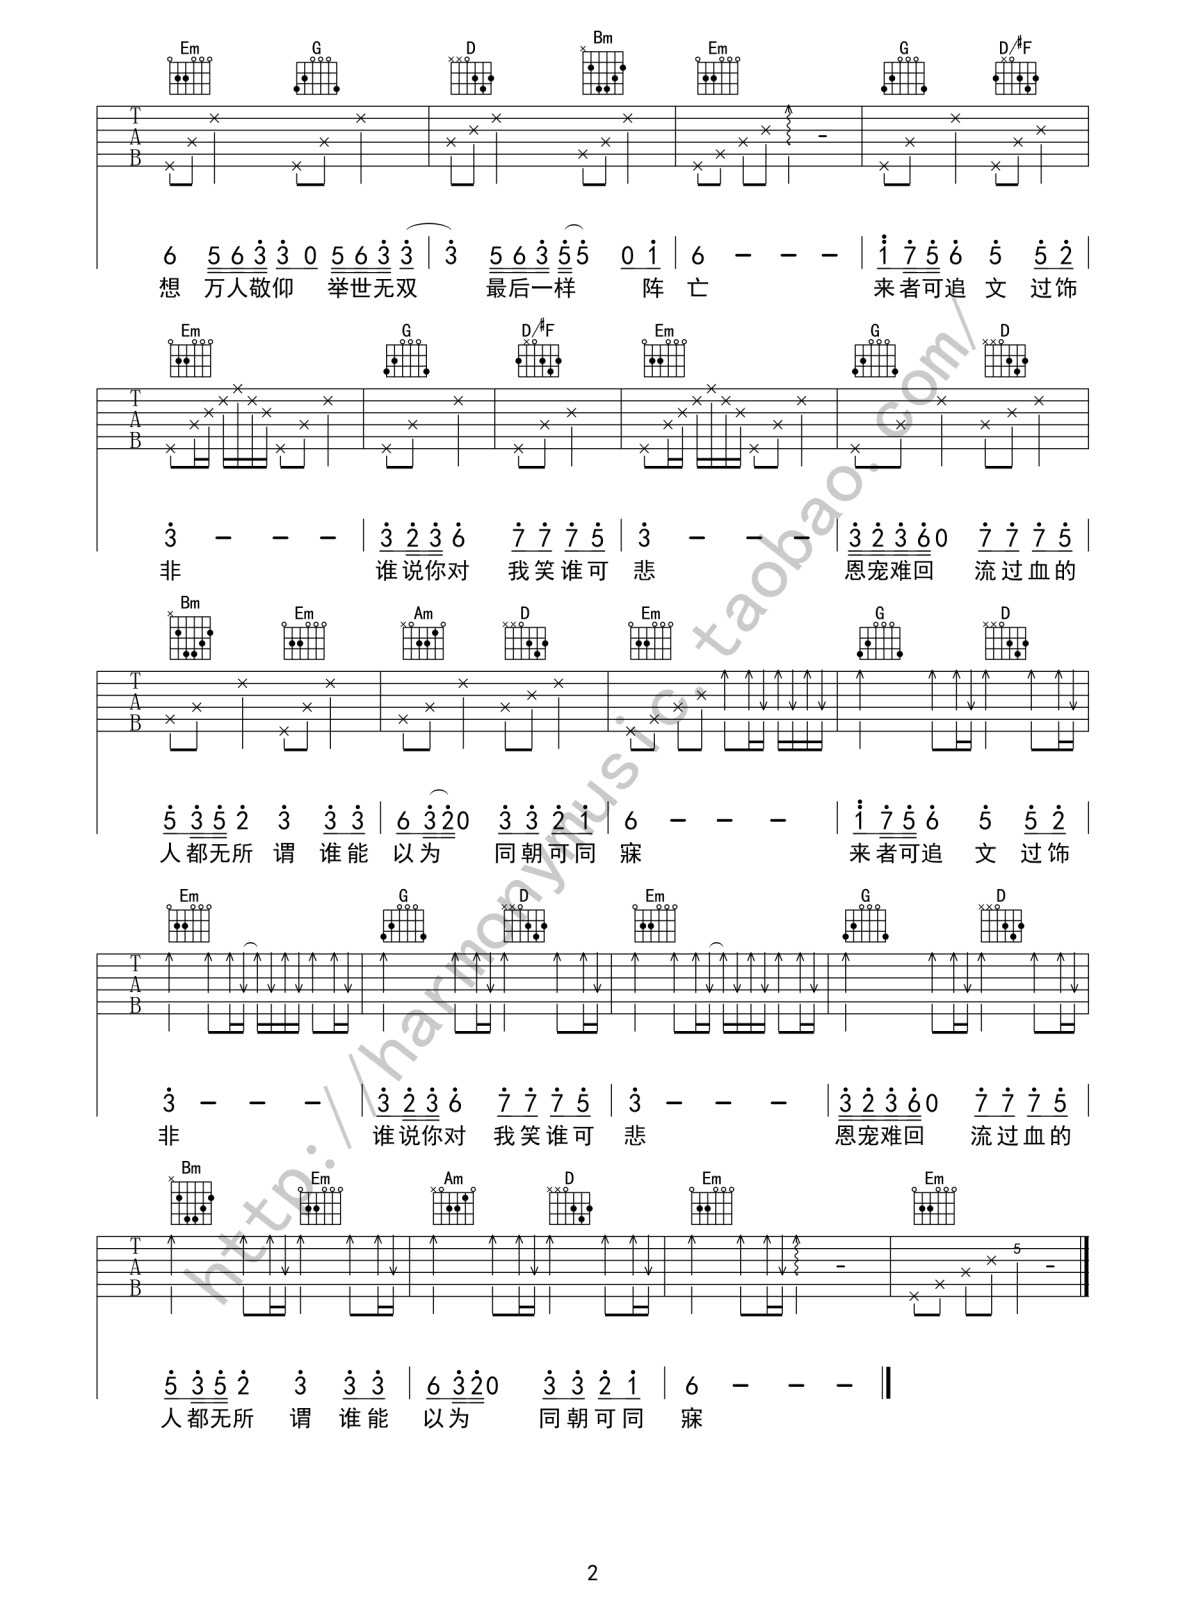 Em G D Bm Em G D/#F
T
A
B
6 5 6 3 3 0 5 6 3 3 3 5 6 3 5 5 0 1 6 - - - 1 7 5 6 5 5 2
想 万人敬仰 举世无双 最后一样 阵 亡 来者可追 文 过饰
Em G D/#F Em G D
T
A
B
3 - - - 3 2 3 6 7 7 7 5 3 - - - 3 2 3 6 0 7 7 7 5
非 谁说你对 我笑谁可 悲 恩宠难回 流过血的
Bm Em Am D Em G D
T
A
B
5 3 5 2 3 3 3 6 3 2 0 3 3 2 1 6 - - - 1 7 5 6 5 5 2
人都无所 谓 谁能 以为 同朝可同 寐 来者可追 文 过饰
Em G D Em G D
T
A
B
3 - - - 3 2 3 6 7 7 7 5 3 - - - 3 2 3 6 0 7 7 7 5
非 谁说你对 我笑谁可 悲 恩宠难回 流过血的
Bm Em Am D Em Em
T
A
B
5
5 3 5 2 3 3 3 6 3 2 0 3 3 2 1 6 - - -
人都无所 谓 谁能 以为 同朝可同 寐
http://harmonymusic.taobao.com/
2